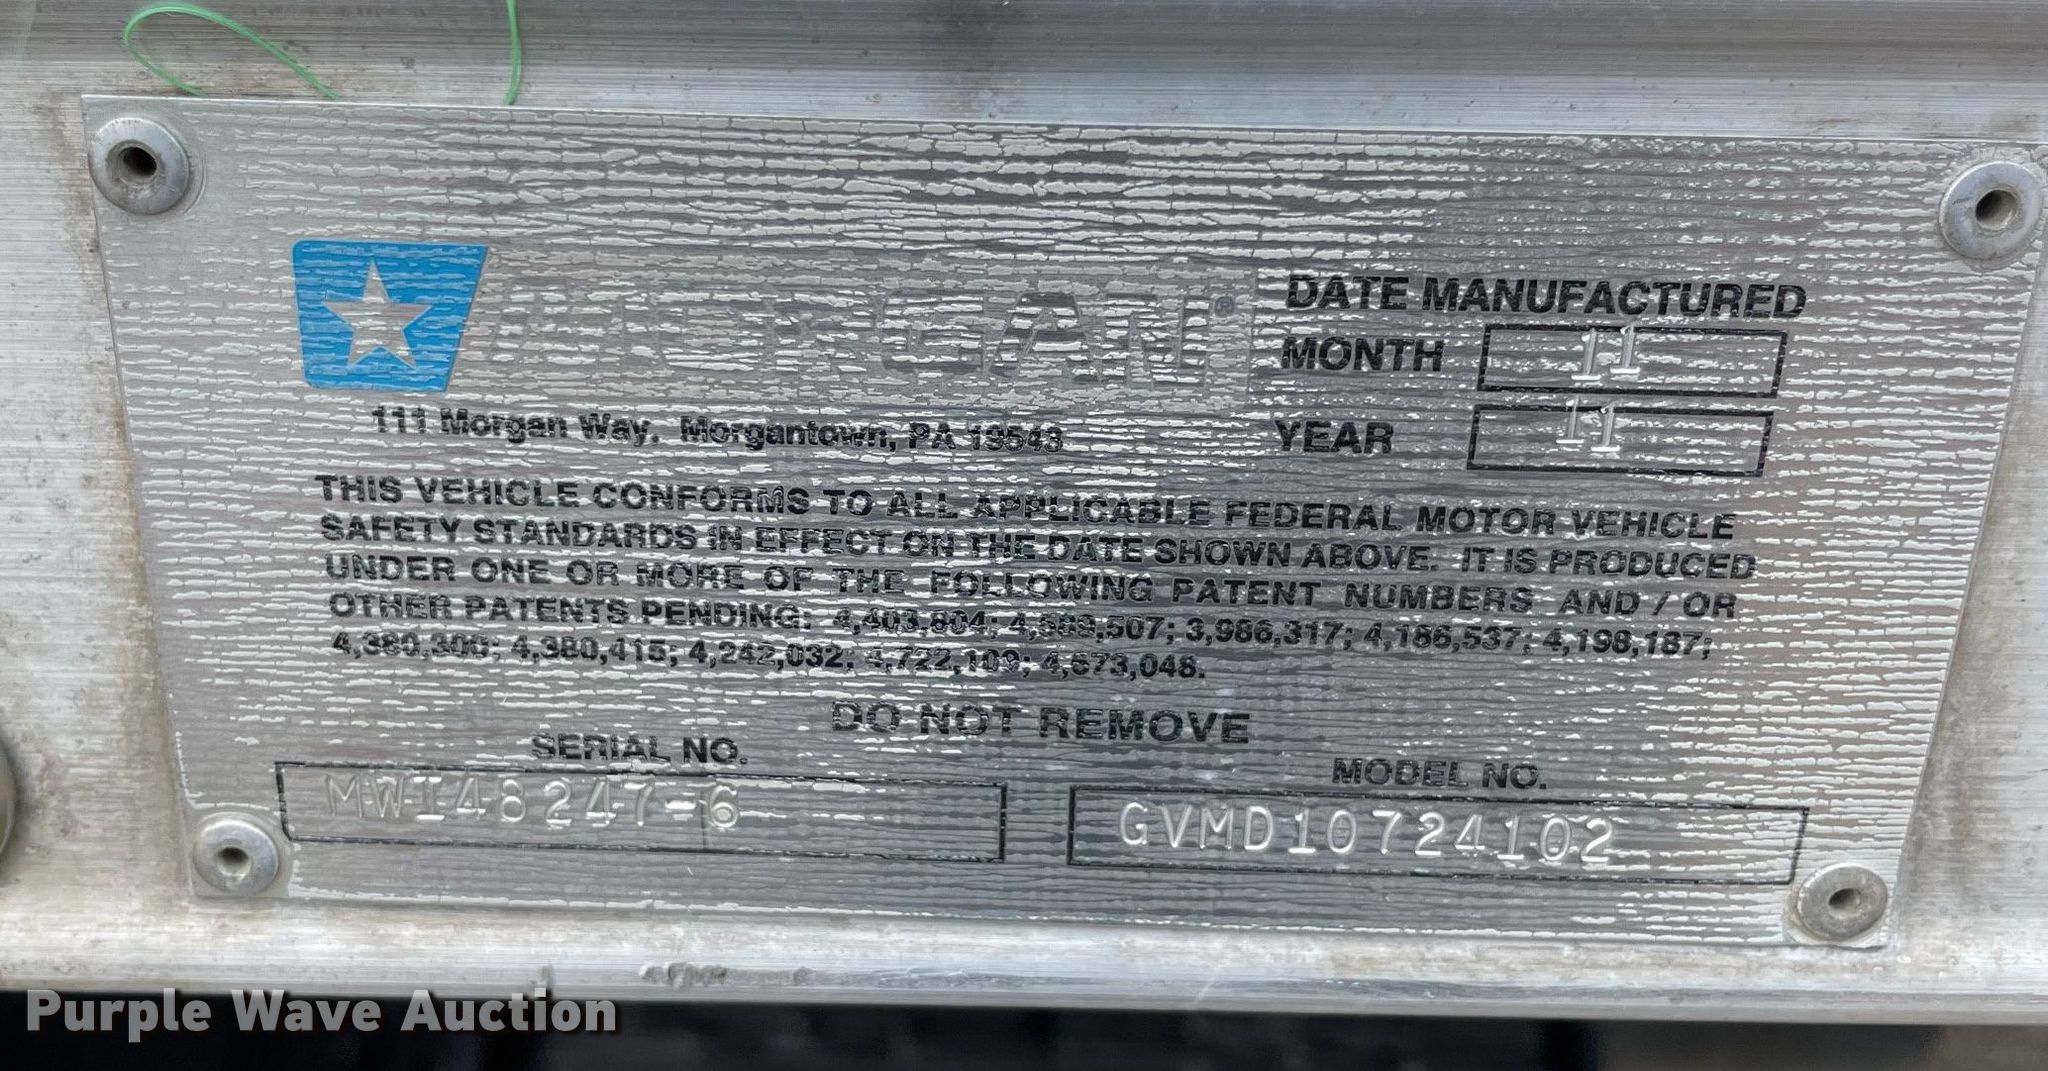 MORGAN®
DATE MANUFACTURED
MONTH 11
YEAR 11
111 Morgan Way. Morgantown, PA 19543
THIS VEHICLE CONFORMS TO ALL APPLICABLE FEDERAL MOTOR VEHICLE
SAFETY STANDARDS IN EFFECT ON THE DATE SHOWN ABOVE. IT IS PRODUCED
UNDER ONE OR MORE OF THE FOLLOWING PATENT NUMBERS AND / OR
OTHER PATENTS PENDING: 4,403,804; 4,569,507; 3,986,317; 4,186,537; 4,198,187;
4,380,300; 4,380,415; 4,242,032; 4,722,109; 4,573,048.
DO NOT REMOVE
SERIAL NO.
MODEL NO.
MWI48247-6
GVMD10724102
Purple Wave Auction